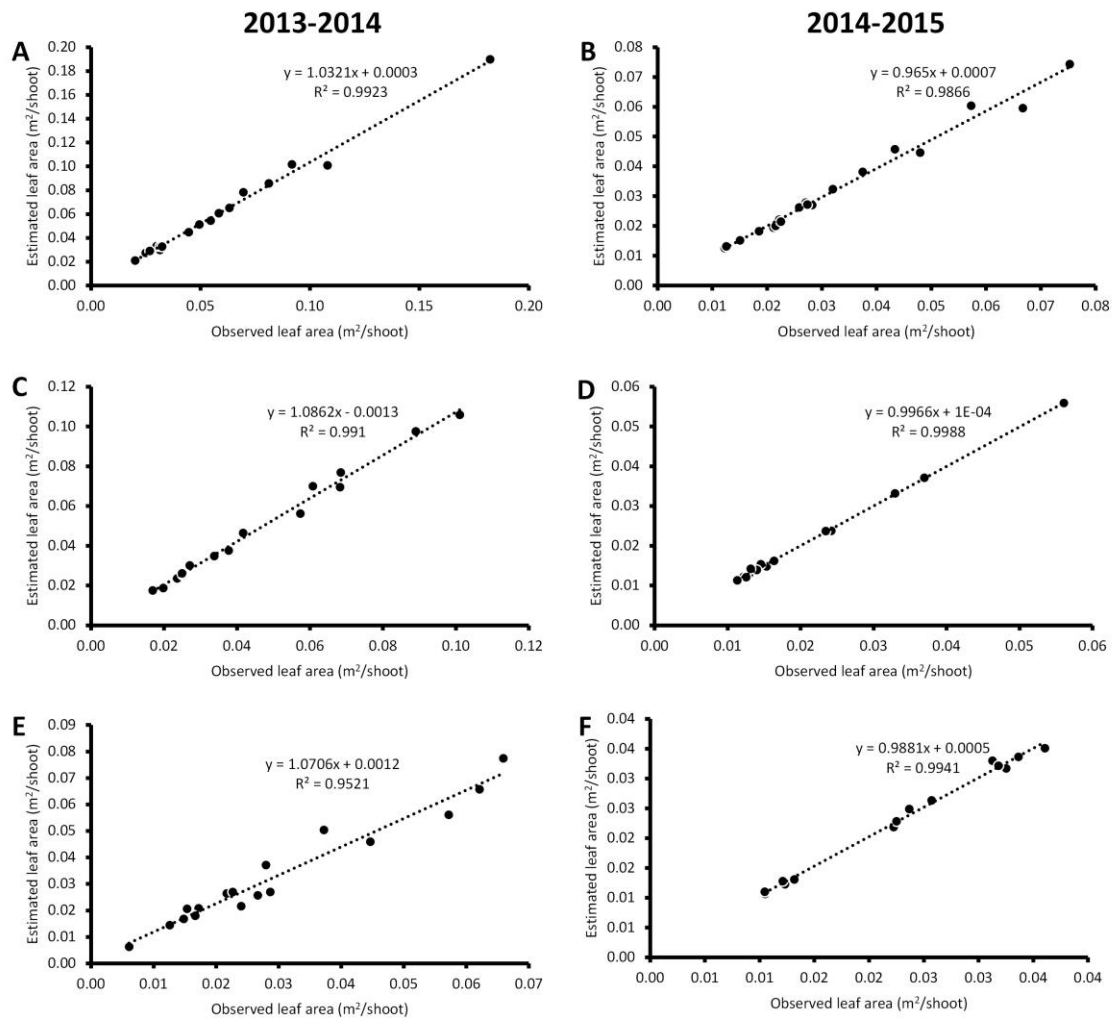 2013-2014
2014-2015
A
0.20
0.18
0.16
0.14
0.12
0.10
0.08
0.06
0.04
0.02
0.00
Estimated leaf area (m²/shoot)
y = 1.0321x + 0.0003
R² = 0.9923
0.00 0.05 0.10 0.15 0.20
Observed leaf area (m²/shoot)
B
0.08
0.07
0.06
0.05
0.04
0.03
0.02
0.01
0.00
Estimated leaf area (m²/shoot)
y = 0.965x + 0.0007
R² = 0.9866
0.00 0.01 0.02 0.03 0.04 0.05 0.06 0.07 0.08
Observed leaf area (m²/shoot)
C
0.12
0.10
0.08
0.06
0.04
0.02
0.00
Estimated leaf area (m²/shoot)
y = 1.0862x - 0.0013
R² = 0.991
0.00 0.02 0.04 0.06 0.08 0.10 0.12
Observed leaf area (m²/shoot)
D
0.06
0.05
0.04
0.03
0.02
0.01
0.00
Estimated leaf area (m²/shoot)
y = 0.9966x + 1E-04
R² = 0.9988
0.00 0.01 0.02 0.03 0.04 0.05 0.06
Observed leaf area (m²/shoot)
E
0.09
0.08
0.07
0.06
0.05
0.04
0.03
0.02
0.01
0.00
Estimated leaf area (m²/shoot)
y = 1.0706x + 0.0012
R² = 0.9521
0.00 0.01 0.02 0.03 0.04 0.05 0.06 0.07
Observed leaf area (m²/shoot)
F
0.04
0.04
0.03
0.03
0.02
0.02
0.01
0.01
0.00
Estimated leaf area (m²/shoot)
y = 0.9881x + 0.0005
R² = 0.9941
0.00 0.01 0.01 0.02 0.02 0.03 0.03 0.04 0.04
Observed leaf area (m²/shoot)